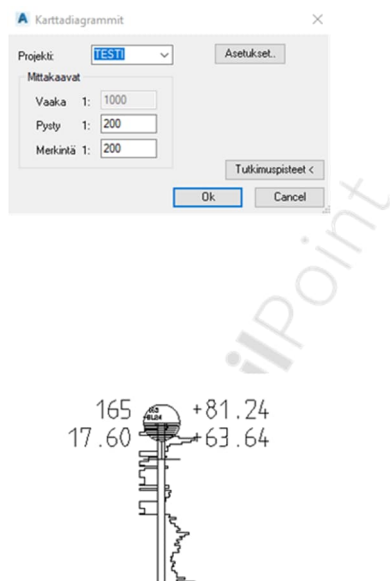 Karttadiagrammit
Projekti: TESTI Asetukset..
Mittakaavat
Vaaka 1: 1000
Pysty 1: 200
Merkintä 1: 200
Tutkimuspisteet <
Ok Cancel
ilPoint
165 +81.24
17.60 +63.64